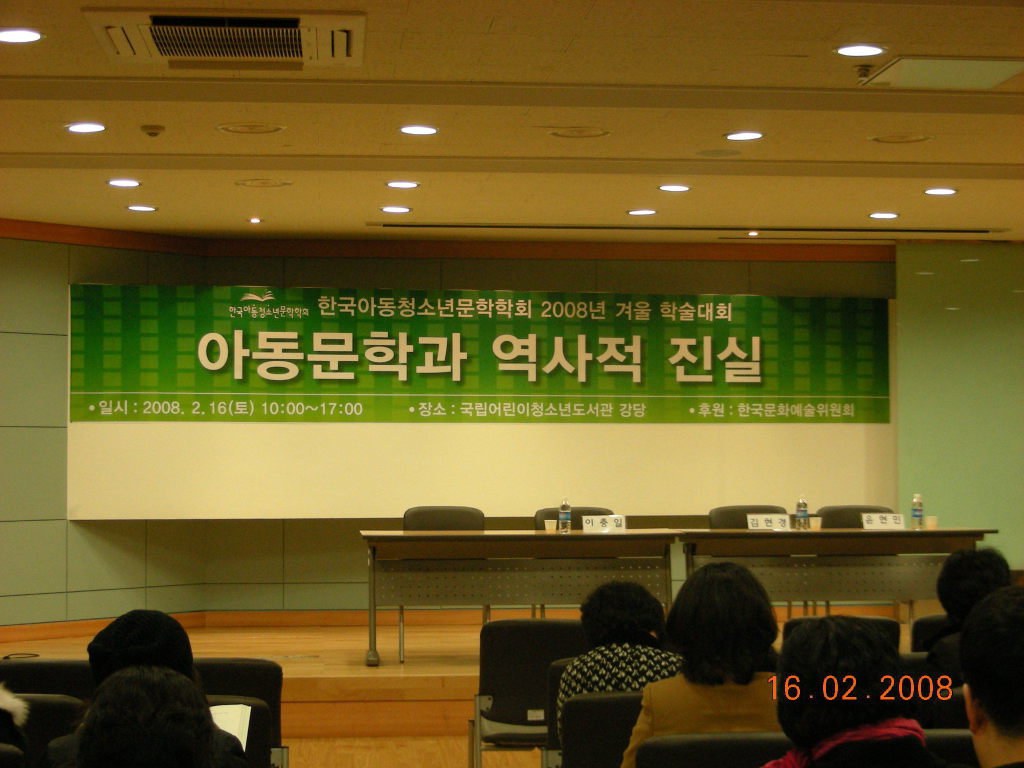 한국아동청소년문학학회
한국아동청소년문학학회 2008년 겨울 학술대회
아동문학과 역사적 진실
• 일시 : 2008. 2. 16(토) 10:00~17:00 • 장소 : 국립어린이청소년도서관 강당 • 후원 : 한국문화예술위원회
이충일
김현경
윤현민
16.02.2008